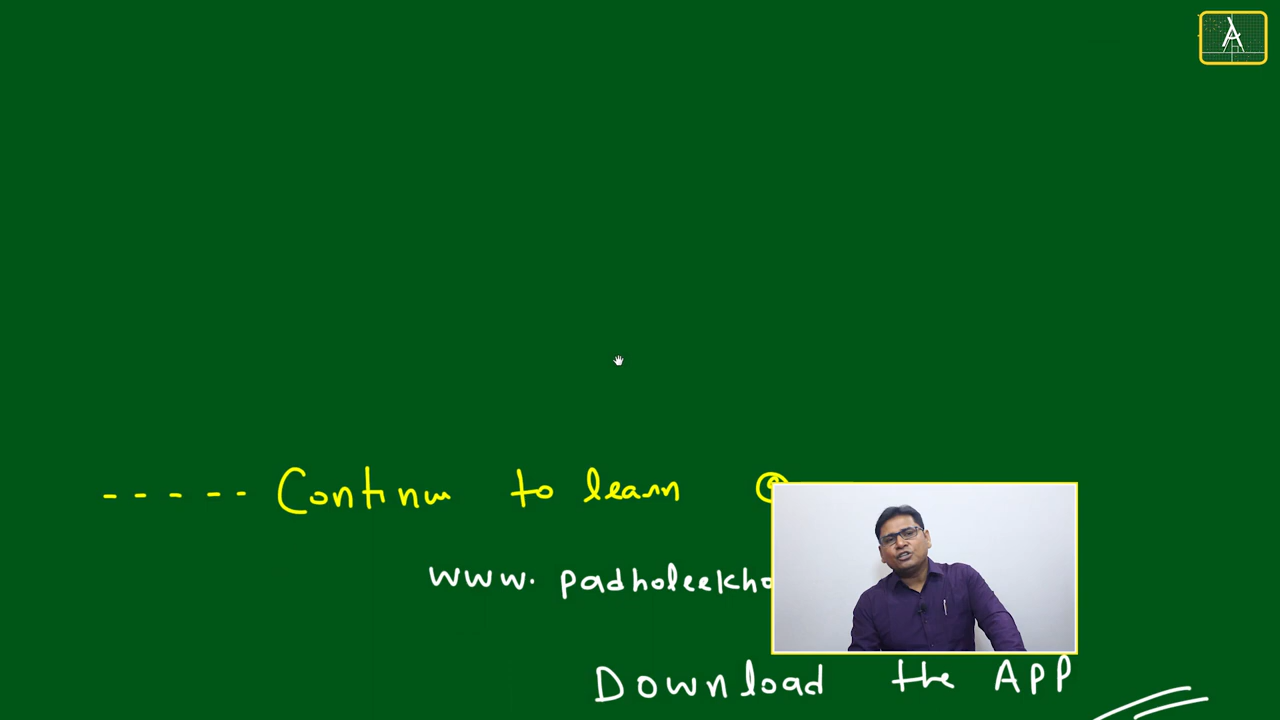 ----- Continu to learn @
www. padholeekho
Download the APP